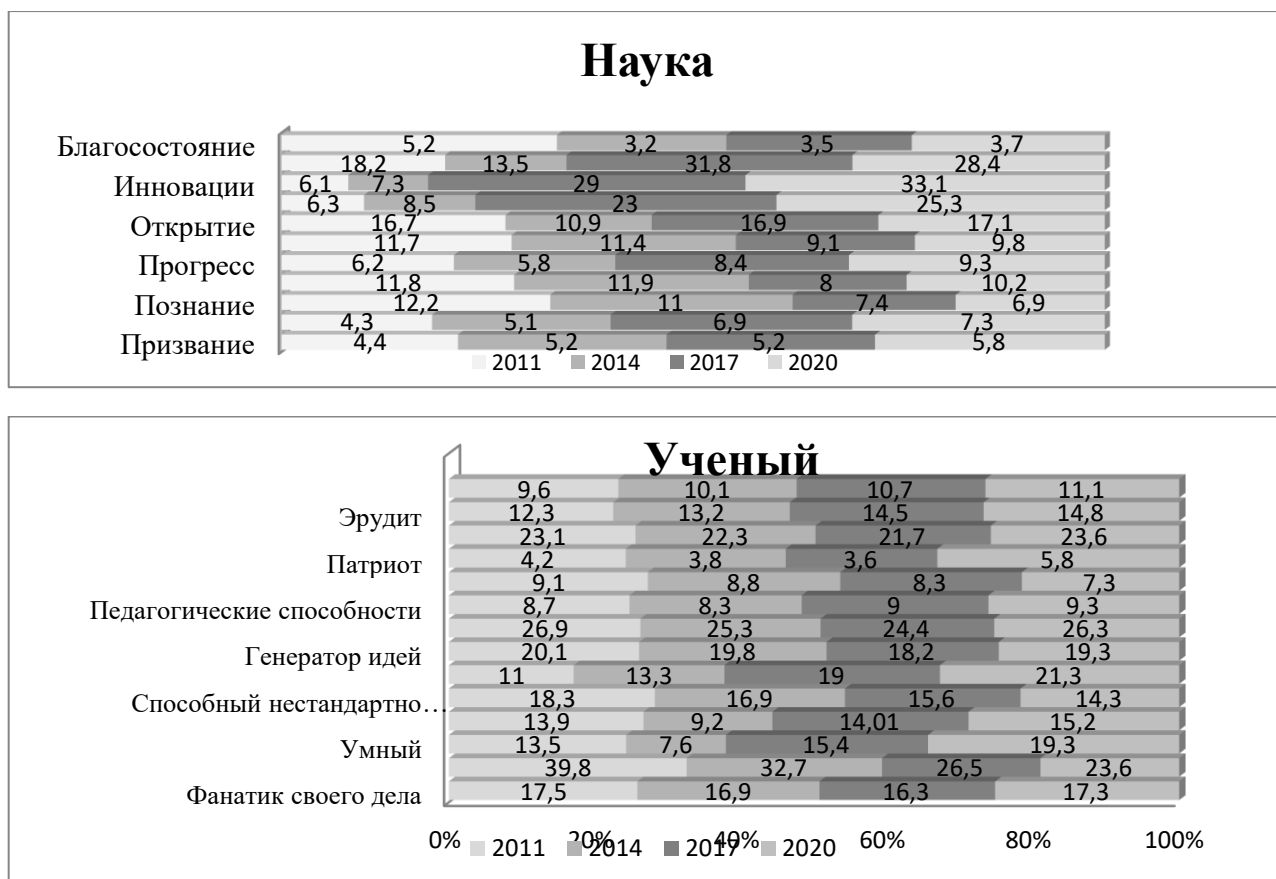 Наука
Благосостояние 5,2 3,2 3,5 3,7
18,2 13,5 31,8 28,4
Инновации 6,1 7,3 29 33,1
6,3 8,5 23 25,3
Открытие 16,7 10,9 16,9 17,1
11,7 11,4 9,1 9,8
Прогресс 6,2 5,8 8,4 9,3
11,8 11,9 8 10,2
Познание 12,2 11 7,4 6,9
4,3 5,1 6,9 7,3
Призвание 4,4 5,2 5,2 5,8
2011 2014 2017 2020
Ученый
9,6 10,1 10,7 11,1
Эрудит 12,3 13,2 14,5 14,8
23,1 22,3 21,7 23,6
Патриот 4,2 3,8 3,6 5,8
9,1 8,8 8,3 7,3
Педагогические способности 8,7 8,3 9 9,3
26,9 25,3 24,4 26,3
Генератор идей 20,1 19,8 18,2 19,3
11 13,3 19 21,3
Способный нестандартно… 18,3 16,9 15,6 14,3
13,9 9,2 14,01 15,2
Умный 13,5 7,6 15,4 19,3
39,8 32,7 26,5 23,6
Фанатик своего дела 17,5 16,9 16,3 17,3
0% 20% 40% 60% 80% 100%
2011 2014 2017 2020